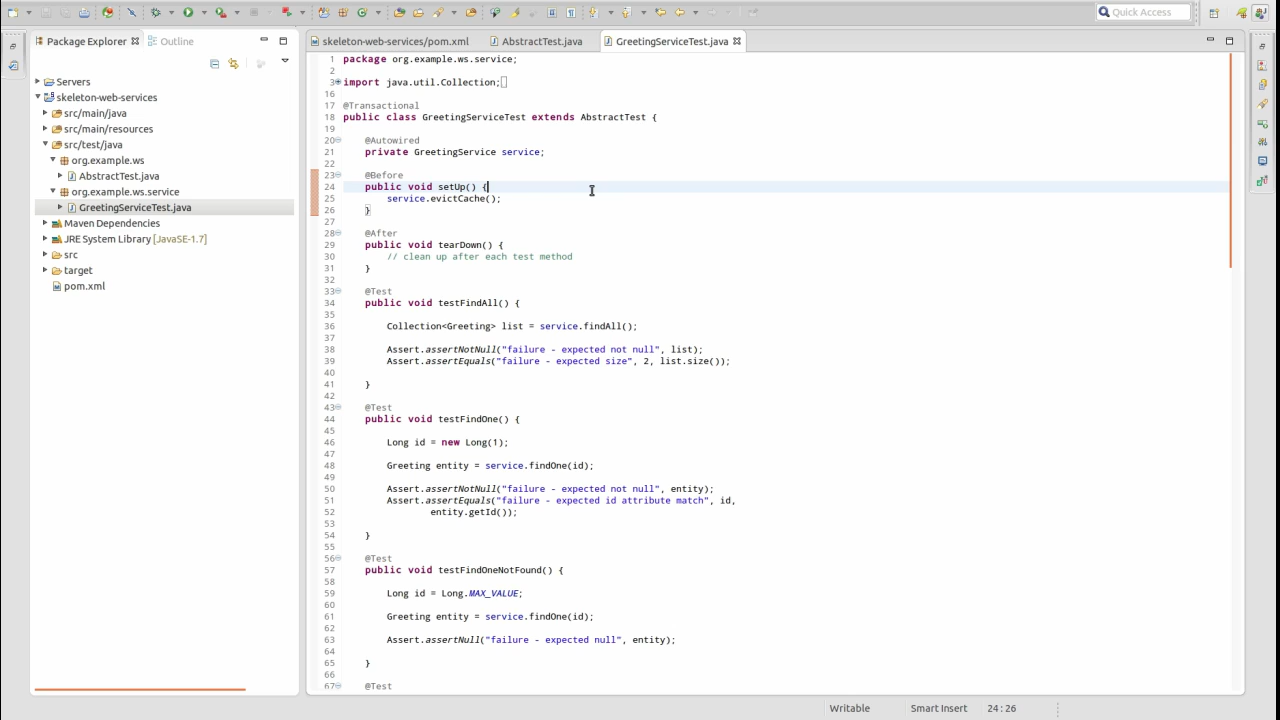 Quick Access
Package Explorer
Outline
Servers
skeleton-web-services
src/main/java
src/main/resources
src/test/java
org.example.ws
AbstractTest.java
org.example.ws.service
GreetingServiceTest.java
Maven Dependencies
JRE System Library [JavaSE-1.7]
src
target
pom.xml
skeleton-web-services/pom.xml
AbstractTest.java
GreetingServiceTest.java
1 package org.example.ws.service;
2
3 import java.util.Collection;
16
17 @Transactional
18 public class GreetingServiceTest extends AbstractTest {
19
20 @Autowired
21 private GreetingService service;
22
23 @Before
24 public void setUp() {
25 service.evictCache();
26 }
27
28 @After
29 public void tearDown() {
30 // clean up after each test method
31 }
32
33 @Test
34 public void testFindAll() {
35
36 Collection<Greeting> list = service.findAll();
37
38 Assert.assertNotNull("failure - expected not null", list);
39 Assert.assertEquals("failure - expected size", 2, list.size());
40
41 }
42
43 @Test
44 public void testFindOne() {
45
46 Long id = new Long(1);
47
48 Greeting entity = service.findOne(id);
49
50 Assert.assertNotNull("failure - expected not null", entity);
51 Assert.assertEquals("failure - expected id attribute match", id,
52 entity.getId());
53
54 }
55
56 @Test
57 public void testFindOneNotFound() {
58
59 Long id = Long.MAX_VALUE;
60
61 Greeting entity = service.findOne(id);
62
63 Assert.assertNull("failure - expected null", entity);
64
65 }
66
67 @Test
Writable
Smart Insert
24 : 26